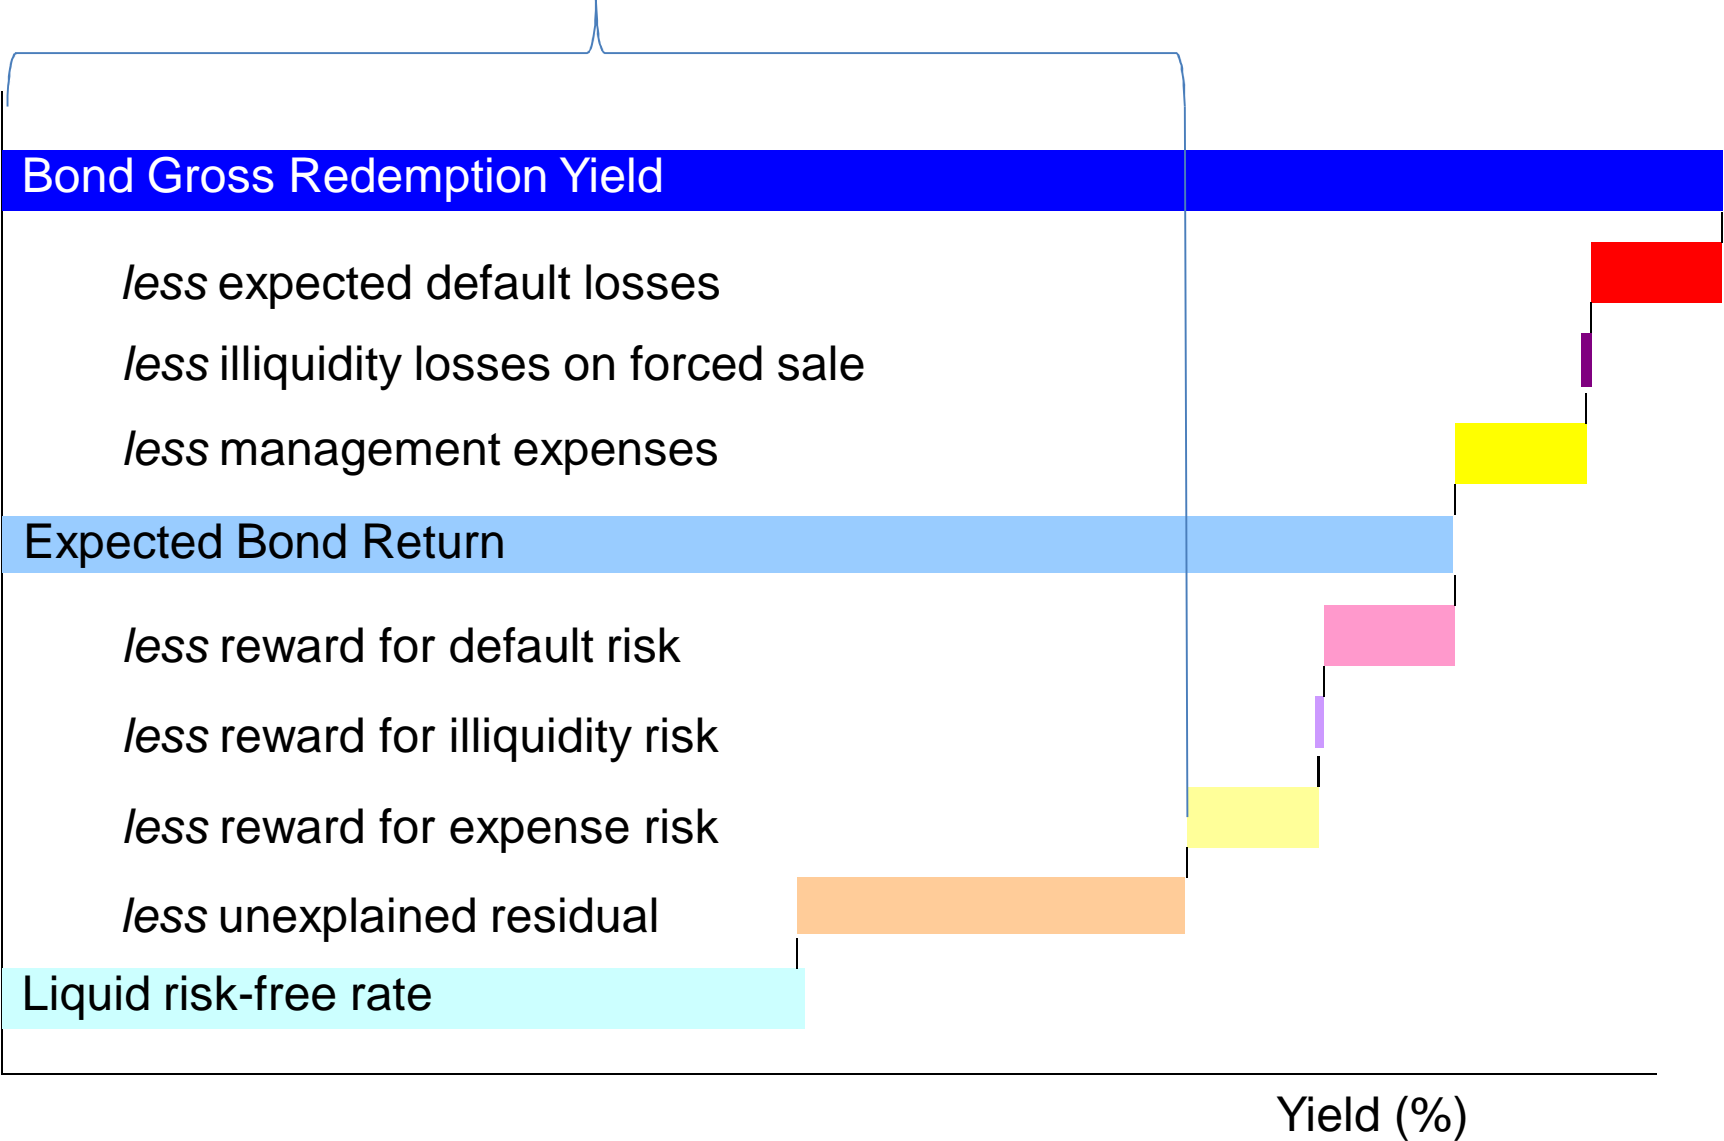 Bond Gross Redemption Yield
less expected default losses
less illiquidity losses on forced sale
less management expenses
Expected Bond Return
less reward for default risk
less reward for illiquidity risk
less reward for expense risk
less unexplained residual
Liquid risk-free rate
Yield (%)